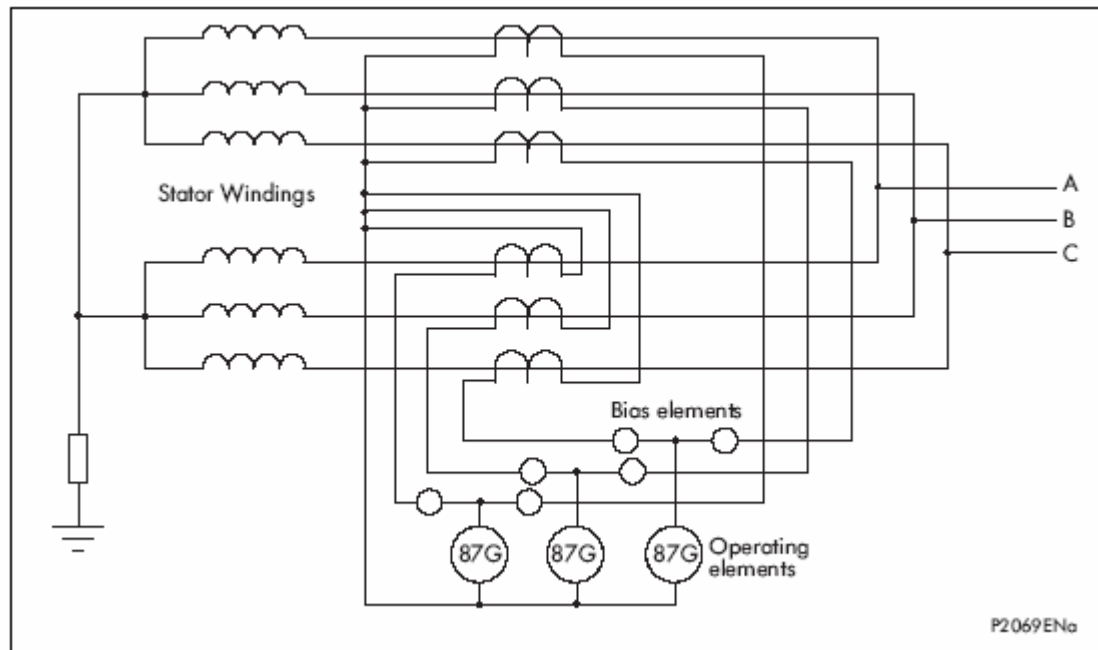 Stator Windings
A
B
C
Bias elements
87G
87G
87G
Operating
elements
P2069ENa